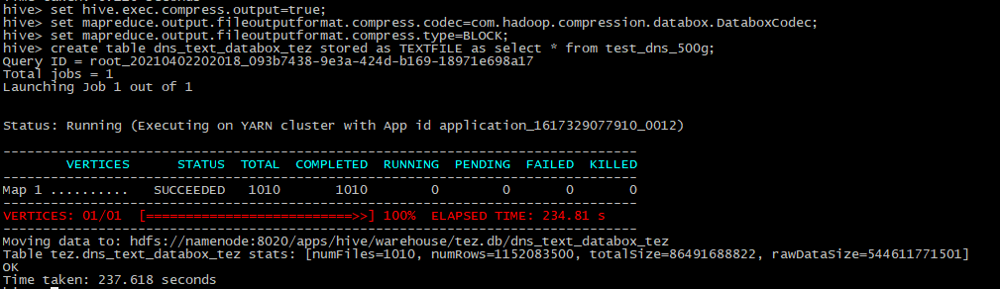 hive> set hive.exec.compress.output=true;
hive> set mapreduce.output.fileoutputformat.compress.codec=com.hadoop.compression.databox.DataboxCodec;
hive> set mapreduce.output.fileoutputformat.compress.type=BLOCK;
hive> create table dns_text_databox_tez stored as TEXTFILE as select * from test_dns_500g;
Query ID = root_20210402202018_093b7438-9e3a-424d-b169-18971e698a17
Total jobs = 1
Launching Job 1 out of 1
Status: Running (Executing on YARN cluster with App id application_1617329077910_0012)
--------------------------------------------------------------------------------
VERTICES STATUS TOTAL COMPLETED RUNNING PENDING FAILED KILLED
--------------------------------------------------------------------------------
Map 1 .......... SUCCEEDED 1010 1010 0 0 0 0
--------------------------------------------------------------------------------
VERTICES: 01/01 [==========================>>] 100% ELAPSED TIME: 234.81 s
--------------------------------------------------------------------------------
Moving data to: hdfs://namenode:8020/apps/hive/warehouse/tez.db/dns_text_databox_tez
Table tez.dns_text_databox_tez stats: [numFiles=1010, numRows=1152083500, totalSize=86491688822, rawDataSize=544611771501]
OK
Time taken: 237.618 seconds